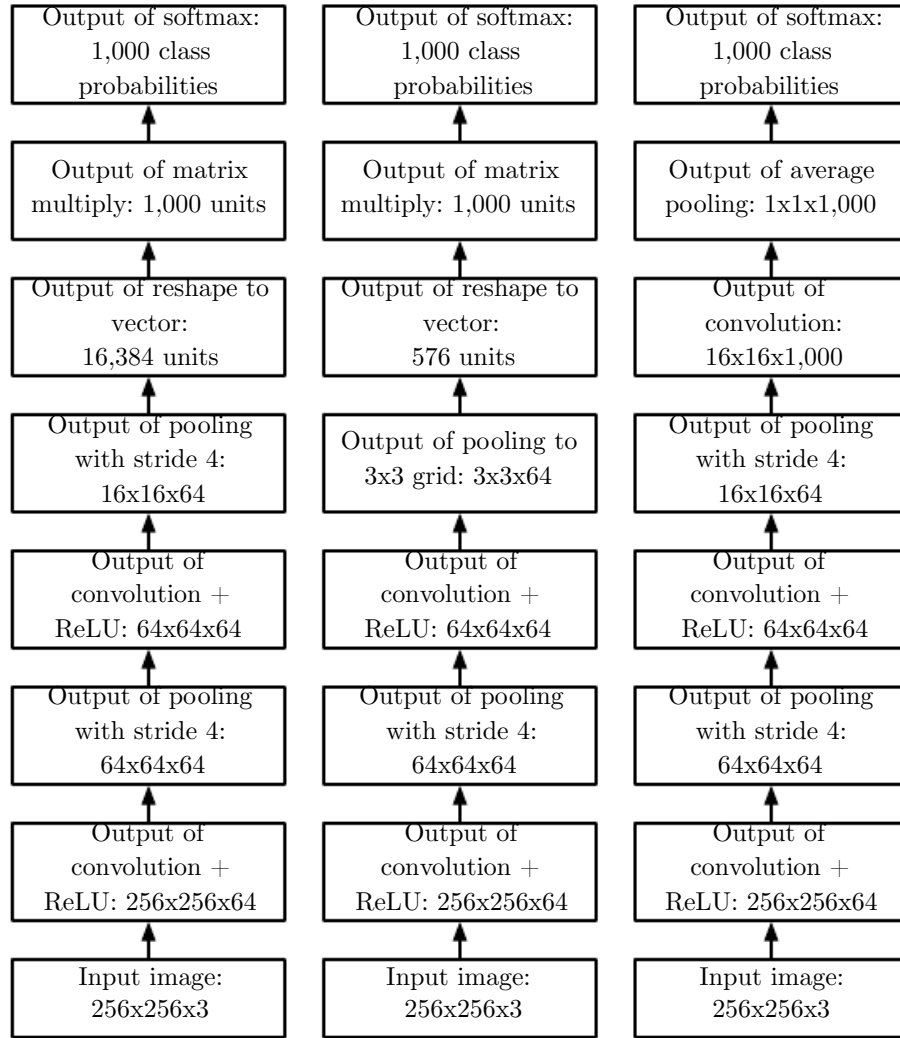 Output of softmax:
1,000 class
probabilities
Output of matrix
multiply: 1,000 units
Output of reshape to
vector:
16,384 units
Output of pooling
with stride 4:
16x16x64
Output of
convolution +
ReLU: 64x64x64
Output of pooling
with stride 4:
64x64x64
Output of
convolution +
ReLU: 256x256x64
Input image:
256x256x3
Output of softmax:
1,000 class
probabilities
Output of matrix
multiply: 1,000 units
Output of reshape to
vector:
576 units
Output of pooling to
3x3 grid: 3x3x64
Output of
convolution +
ReLU: 64x64x64
Output of pooling
with stride 4:
64x64x64
Output of
convolution +
ReLU: 256x256x64
Input image:
256x256x3
Output of softmax:
1,000 class
probabilities
Output of average
pooling: 1x1x1,000
Output of
convolution:
16x16x1,000
Output of pooling
with stride 4:
16x16x64
Output of
convolution +
ReLU: 64x64x64
Output of pooling
with stride 4:
64x64x64
Output of
convolution +
ReLU: 256x256x64
Input image:
256x256x3